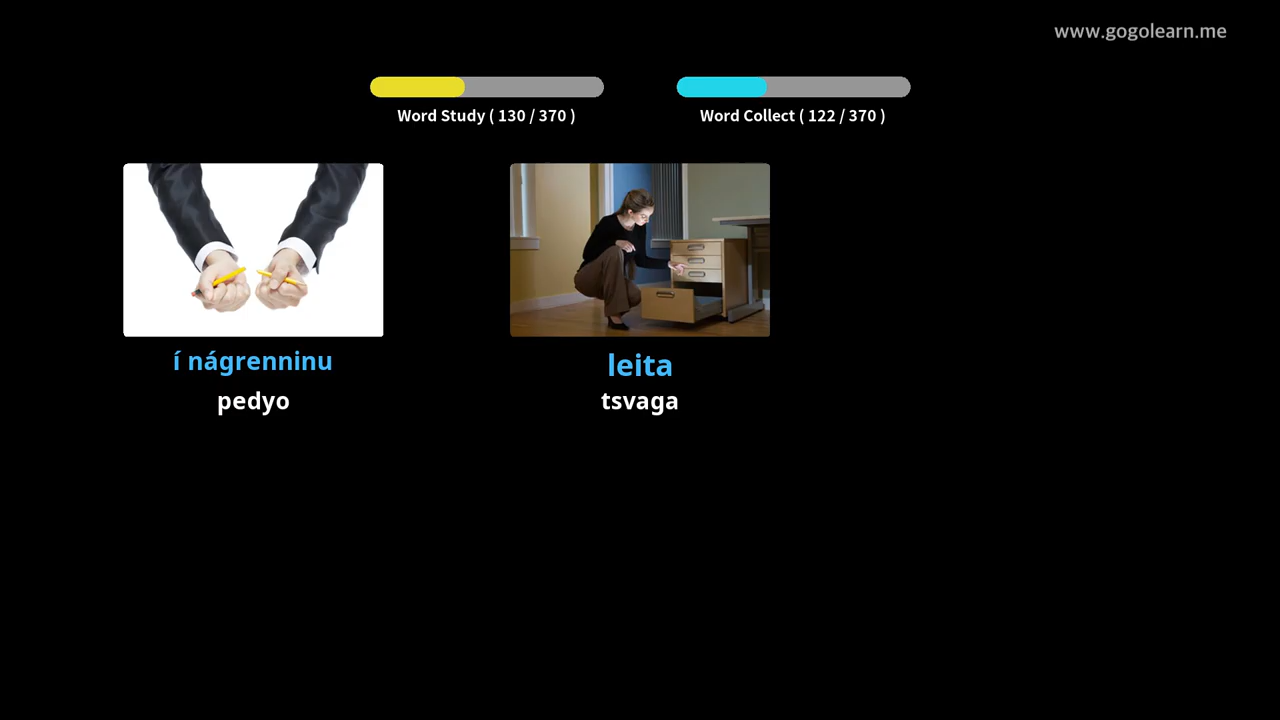 www.gogolearn.me
Word Study ( 130 / 370 )
Word Collect ( 122 / 370 )
í nágrenninu
pedyo
leita
tsvaga